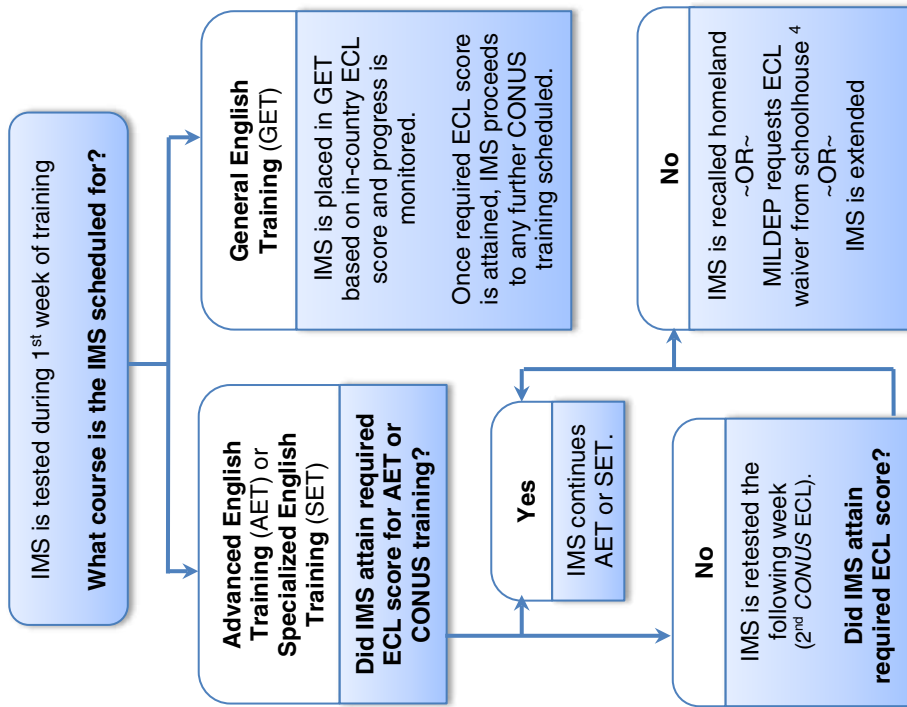 IMS is tested during 1st week of training
What course is the IMS scheduled for?
Advanced English
Training (AET) or
Specialized English
Training (SET)
Did IMS attain required
ECL score for AET or
CONUS training?
General English
Training (GET)
IMS is placed in GET
based on in-country ECL
score and progress is
monitored.
Once required ECL score
is attained, IMS proceeds
to any further CONUS
training scheduled.
Yes
IMS continues
AET or SET.
No
IMS is retested the
following week
(2nd CONUS ECL).
Did IMS attain
required ECL score?
No
IMS is recalled homeland
~OR~
MILDEP requests ECL
waiver from schoolhouse 4
~OR~
IMS is extended